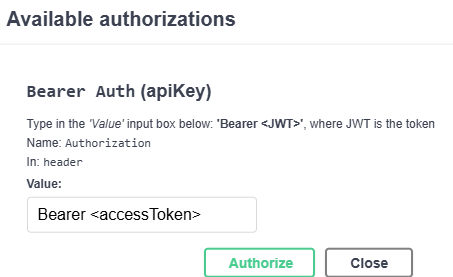 Available authorizations
Bearer Auth (apiKey)
Type in the 'Value' input box below: 'Bearer <JWT>', where JWT is the token
Name: Authorization
In: header
Value:
Bearer <accessToken>
Authorize Close